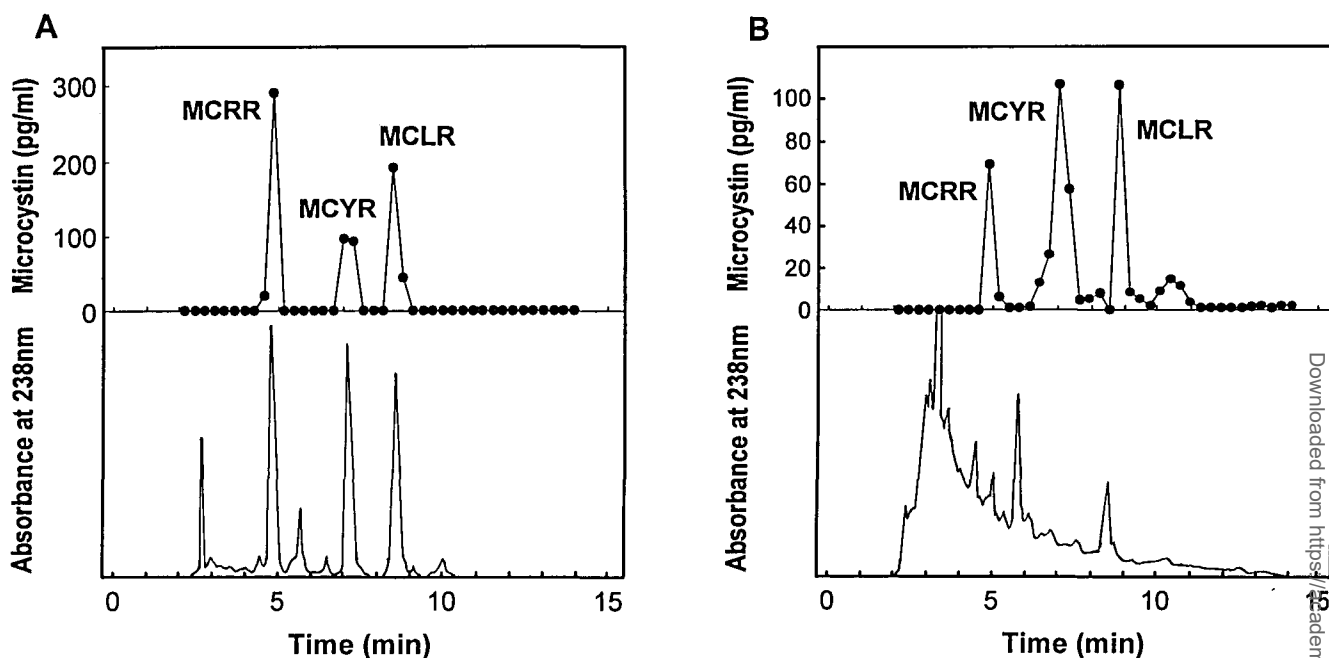 A
Microcystin (pg/ml)
300
200
100
0
MCRR
MCYR
MCLR
Absorbance at 238nm
0
5
10
15
Time (min)
B
Microcystin (pg/ml)
100
80
60
40
20
0
MCRR
MCYR
MCLR
Absorbance at 238nm
0
5
10
15
Time (min)
Downloaded from